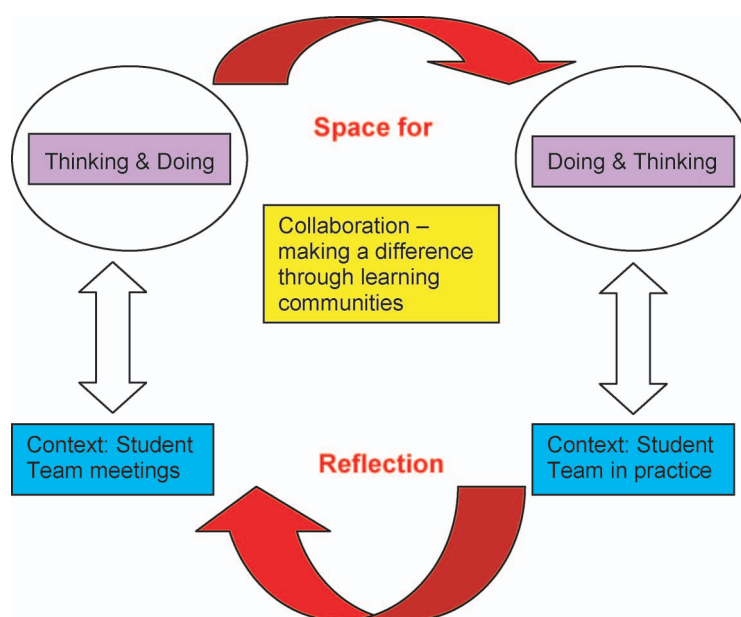 Space for
Thinking & Doing
Doing & Thinking
Collaboration –
making a difference
through learning
communities
Context: Student
Team meetings
Reflection
Context: Student
Team in practice